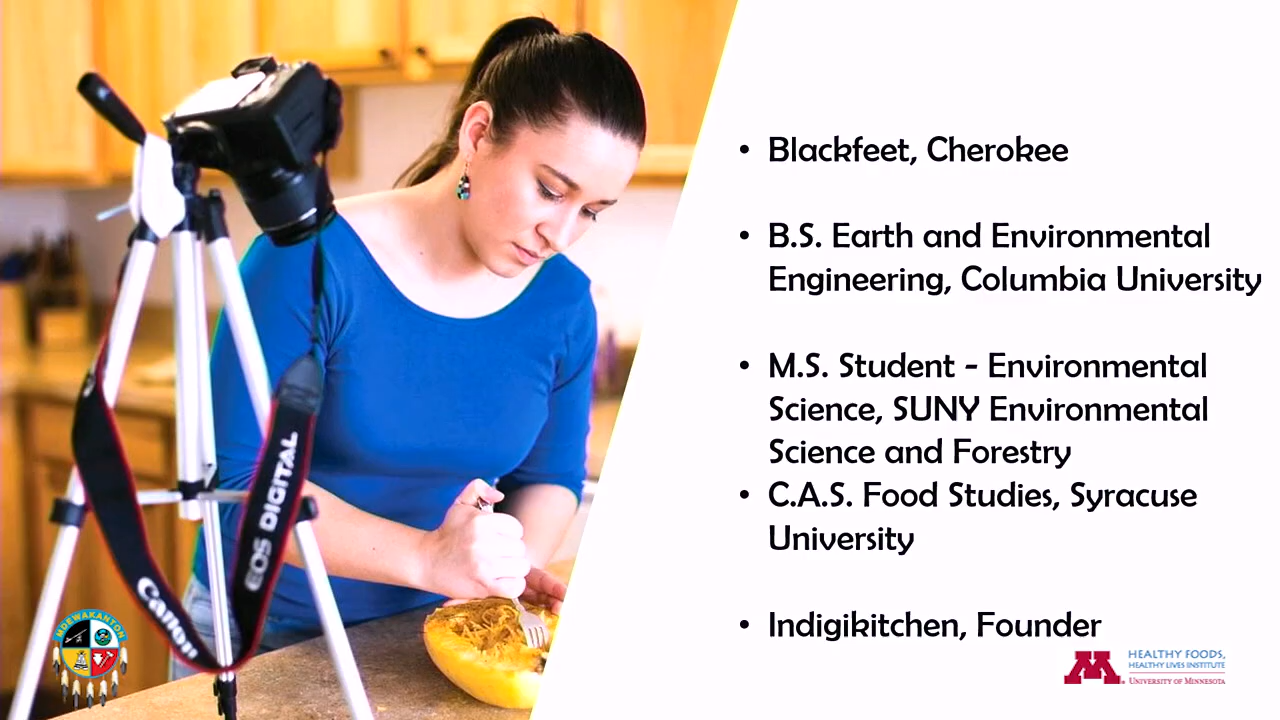 • Blackfeet, Cherokee
• B.S. Earth and Environmental
Engineering, Columbia University
• M.S. Student - Environmental
Science, SUNY Environmental
Science and Forestry
• C.A.S. Food Studies, Syracuse
University
• Indigikitchen, Founder
EOS DIGITAL
Canon
MDEWAKANTON
M
HEALTHY FOODS,
HEALTHY LIVES INSTITUTE
UNIVERSITY OF MINNESOTA